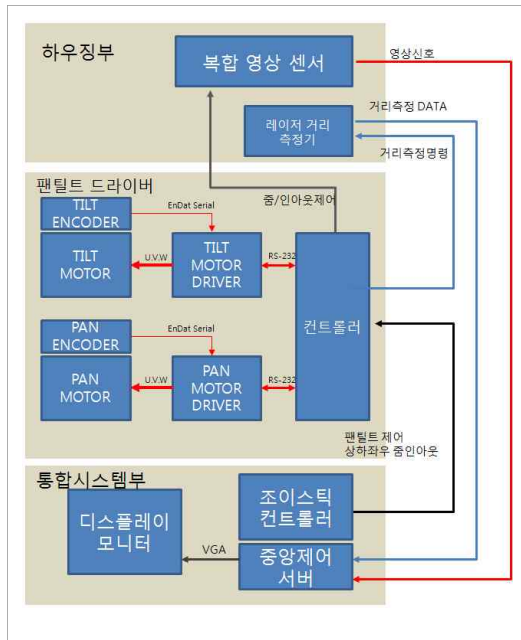 하우징부
복합 영상 센서
영상신호
거리측정 DATA
레이저 거리
측정기
거리측정명령
팬틸트 드라이버
줌/인아웃제어
TILT
ENCODER
EnDat Serial
TILT
MOTOR
U.V.W
TILT
MOTOR
DRIVER
RS-232
컨트롤러
PAN
ENCODER
EnDat Serial
PAN
MOTOR
U.V.W
PAN
MOTOR
DRIVER
RS-232
팬틸트 제어
상하좌우 줌인아웃
통합시스템부
디스플레이
모니터
조이스틱
컨트롤러
VGA
중앙제어
서버